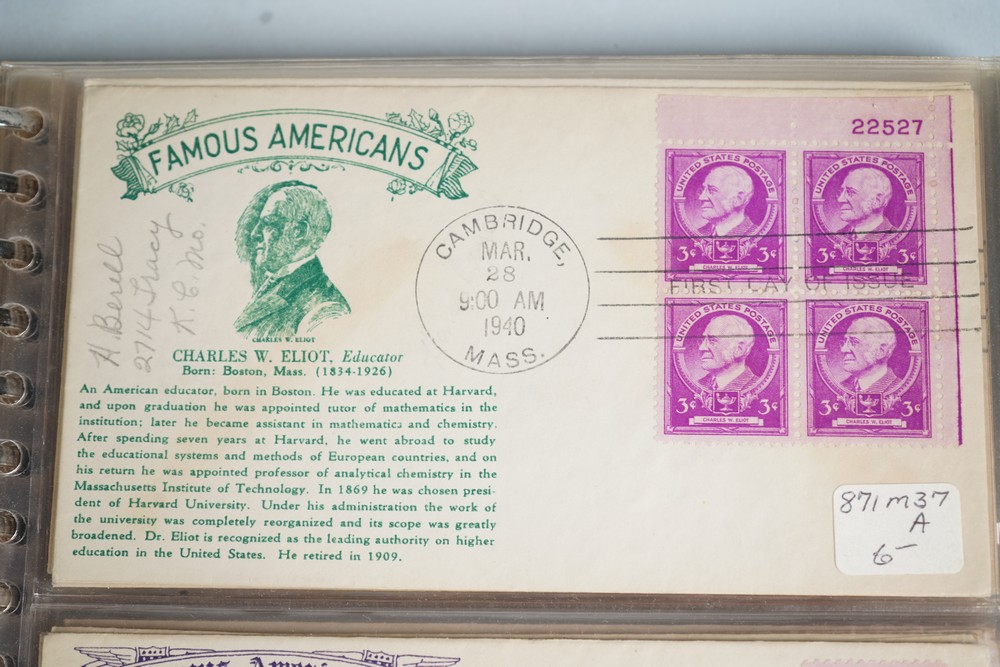 FAMOUS AMERICANS
H. Berell
2714 Tracy
K. C. Mo.
CHARLES W. ELIOT
CHARLES W. ELIOT, Educator
Born: Boston, Mass. (1834-1926)
An American educator, born in Boston. He was educated at Harvard,
and upon graduation he was appointed tutor of mathematics in the
institution; later he became assistant in mathematics and chemistry.
After spending seven years at Harvard, he went abroad to study
the educational systems and methods of European countries, and on
his return he was appointed professor of analytical chemistry in the
Massachusetts Institute of Technology. In 1869 he was chosen presi-
dent of Harvard University. Under his administration the work of
the university was completely reorganized and its scope was greatly
broadened. Dr. Eliot is recognized as the leading authority on higher
education in the United States. He retired in 1909.
CAMBRIDGE,
MAR.
28
9:00 AM
1940
MASS.
FIRST DAY OF ISSUE
22527
UNITED STATES POSTAGE
3¢ 3¢
CHARLES W. ELIOT
UNITED STATES POSTAGE
3¢ 3¢
CHARLES W. ELIOT
UNITED STATES POSTAGE
3¢ 3¢
CHARLES W. ELIOT
UNITED STATES POSTAGE
3¢ 3¢
CHARLES W. ELIOT
871 M37
A
6-